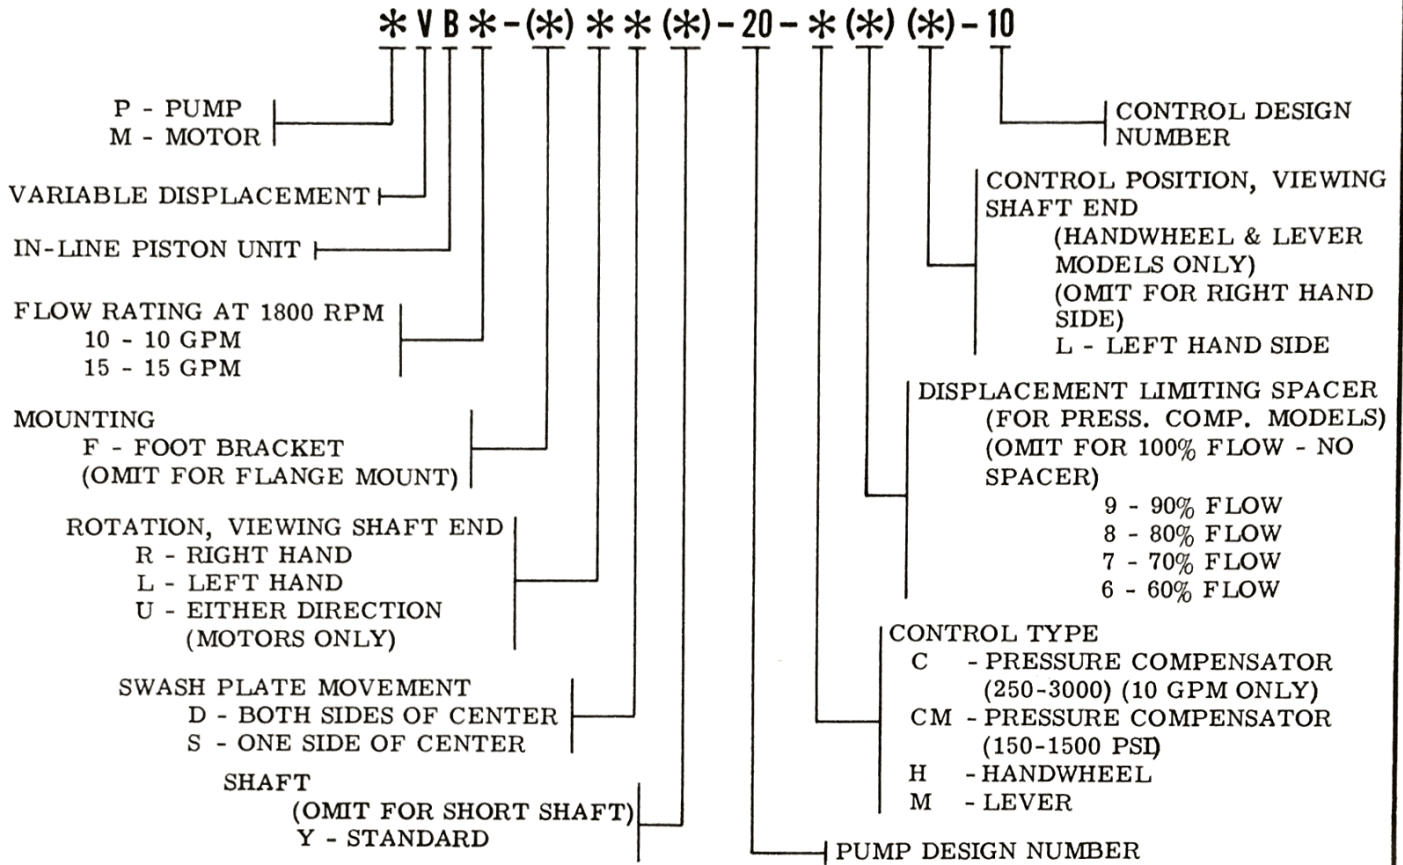 * V B * - (*) * * (*) - 20 - * (*) (*) - 10
P - PUMP
M - MOTOR
VARIABLE DISPLACEMENT
IN-LINE PISTON UNIT
FLOW RATING AT 1800 RPM
10 - 10 GPM
15 - 15 GPM
MOUNTING
F - FOOT BRACKET
(OMIT FOR FLANGE MOUNT)
ROTATION, VIEWING SHAFT END
R - RIGHT HAND
L - LEFT HAND
U - EITHER DIRECTION
(MOTORS ONLY)
SWASH PLATE MOVEMENT
D - BOTH SIDES OF CENTER
S - ONE SIDE OF CENTER
SHAFT
(OMIT FOR SHORT SHAFT)
Y - STANDARD
CONTROL DESIGN
NUMBER
CONTROL POSITION, VIEWING
SHAFT END
(HANDWHEEL & LEVER
MODELS ONLY)
(OMIT FOR RIGHT HAND
SIDE)
L - LEFT HAND SIDE
DISPLACEMENT LIMITING SPACER
(FOR PRESS. COMP. MODELS)
(OMIT FOR 100% FLOW - NO
SPACER)
9 - 90% FLOW
8 - 80% FLOW
7 - 70% FLOW
6 - 60% FLOW
CONTROL TYPE
C - PRESSURE COMPENSATOR
(250-3000) (10 GPM ONLY)
CM - PRESSURE COMPENSATOR
(150-1500 PSI)
H - HANDWHEEL
M - LEVER
PUMP DESIGN NUMBER